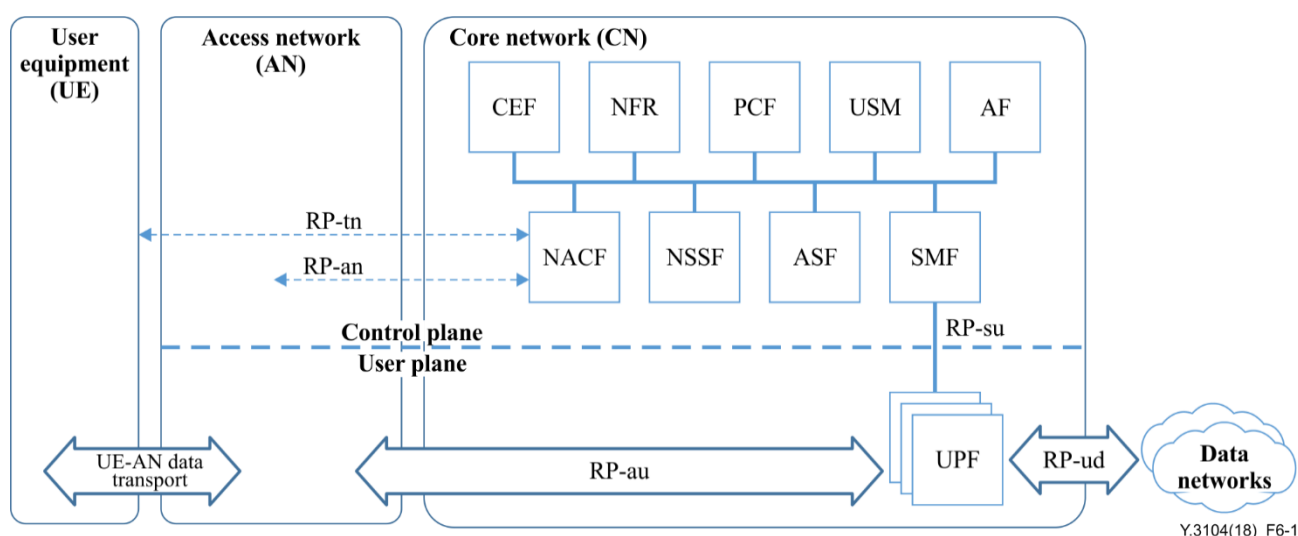 User
equipment
(UE)
Access network
(AN)
Core network (CN)
CEF
NFR
PCF
USM
AF
RP-tn
RP-an
NACF
NSSF
ASF
SMF
RP-su
Control plane
User plane
UE-AN data
transport
RP-au
UPF
RP-ud
Data
networks
Y.3104(18)_F6-1